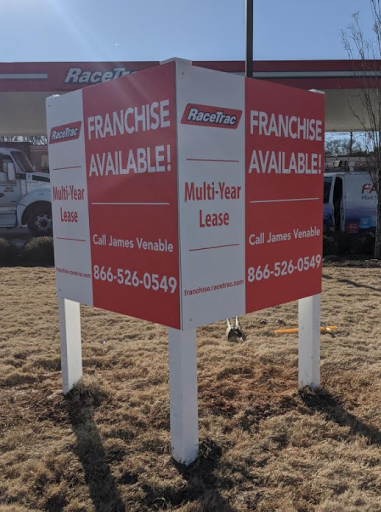 RaceTrac
RaceTrac
Multi-Year
Lease
FRANCHISE
AVAILABLE!
Call James Venable
866-526-0549
RaceTrac
Multi-Year
Lease
franchise.racetrac.com
FRANCHISE
AVAILABLE!
Call James Venable
866-526-0549
FA